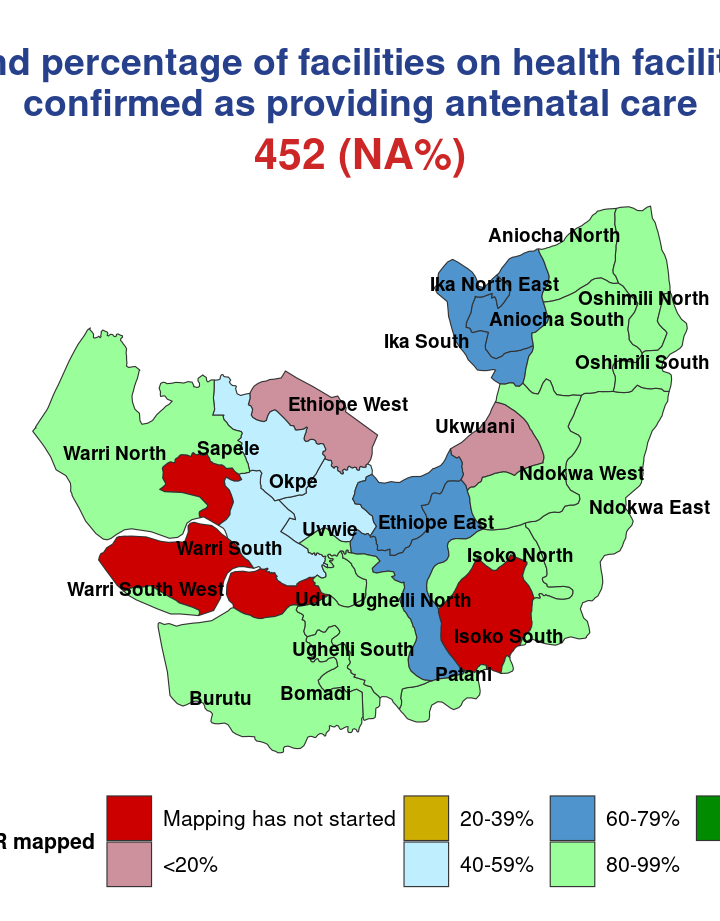 percentage of facilities on health
confirmed as providing antenatal care
452 (NA%)
Aniocha North
Ika North East
Oshimili North
Aniocha South
Ika South
Oshimili South
Ethiope West
Ukwuani
Sapele
Warri North
Okpe
Ndokwa West
Ndokwa East
Uvwie
Ethiope East
Warri South
Isoko North
Warri South West
Udu
Ughelli North
Isoko South
Ughelli South
Patani
Bomadi
Burutu
R mapped
Mapping has not started
20-39%
60-79%
<20%
40-59%
80-99%